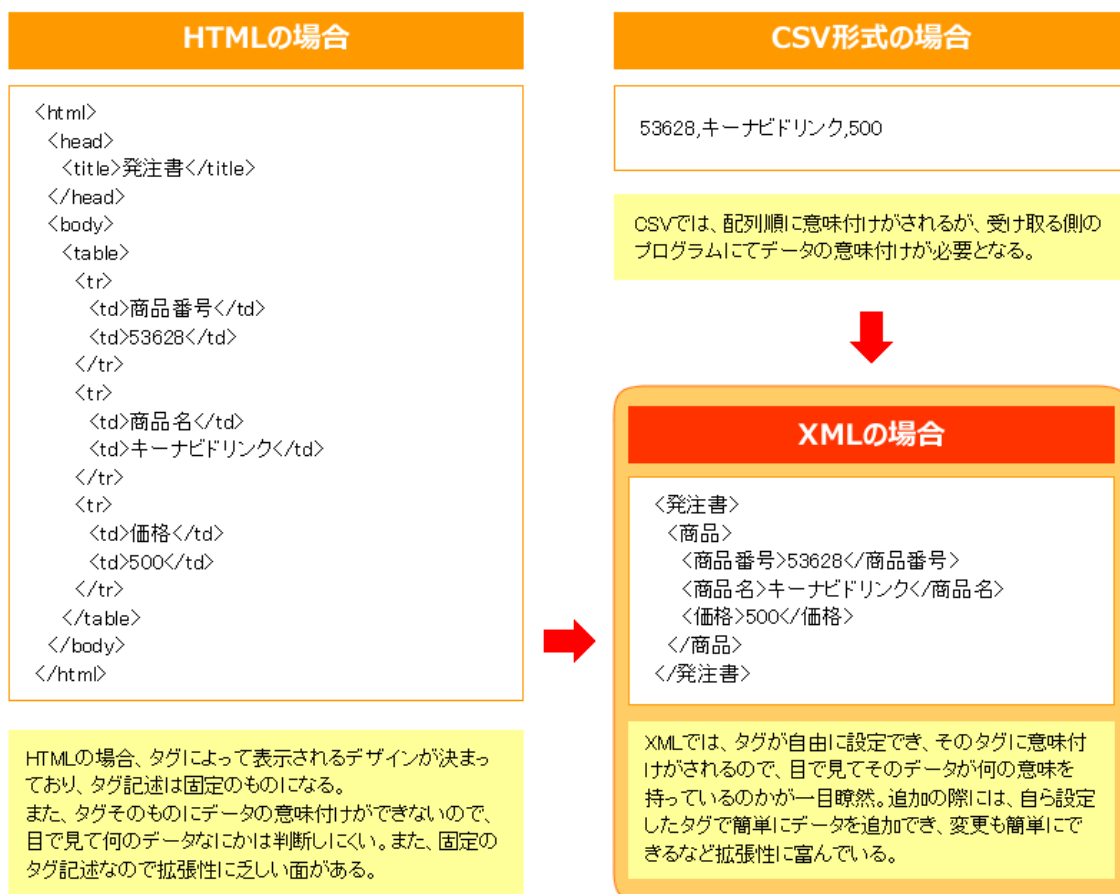 HTMLの場合
<html>
<head>
<title>発注書</title>
</head>
<body>
<table>
<tr>
<td>商品番号</td>
<td>53628</td>
</tr>
<tr>
<td>商品名</td>
<td>キーナビドリンク</td>
</tr>
<tr>
<td>価格</td>
<td>500</td>
</tr>
</table>
</body>
</html>
HTMLの場合、タグによって表示されるデザインが決まっ
ており、タグ記述は固定のものになる。
また、タグそのものにデータの意味付けができないので、
目で見て何のデータなにかは判断しにくい。また、固定の
タグ記述なので拡張性に乏しい面がある。
CSV形式の場合
53628,キーナビドリンク,500
CSVでは、配列順に意味付けがされるが、受け取る側の
プログラムにてデータの意味付けが必要となる。
XMLの場合
<発注書>
<商品>
<商品番号>53628</商品番号>
<商品名>キーナビドリンク</商品名>
<価格>500</価格>
</商品>
</発注書>
XMLでは、タグが自由に設定でき、そのタグに意味付
けがされるので、目で見てそのデータが何の意味を
持っているのかが一目瞭然。追加の際には、自ら設定
したタグで簡単にデータを追加でき、変更も簡単にで
きるなど拡張性に富んでいる。